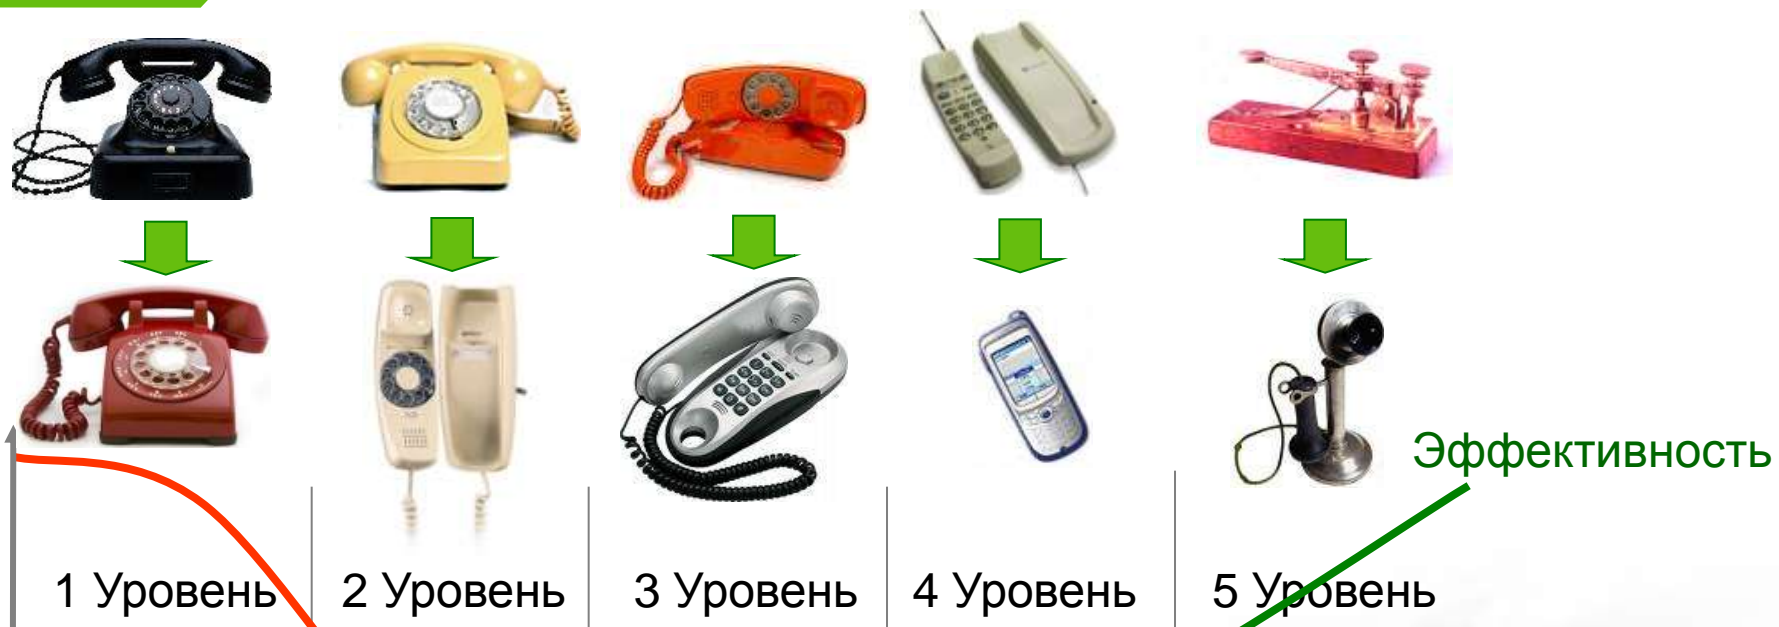 Эффективность
1 Уровень
2 Уровень
3 Уровень
4 Уровень
5 Уровень